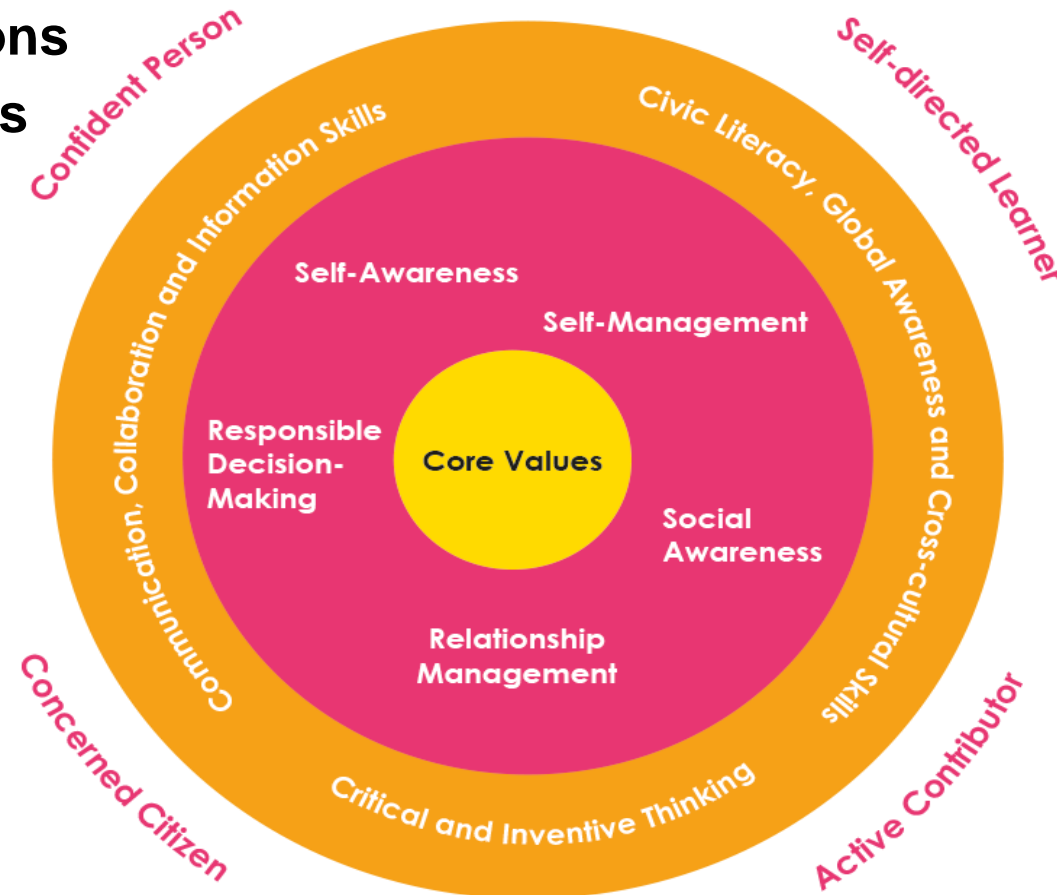 ons
s
Confident Person
Self-directed Learner
Communication, Collaboration and Information Skills
Civic Literacy, Global Awareness and Cross-cultural Skills
Self-Awareness
Self-Management
Responsible
Decision-
Making
Core Values
Social
Awareness
Relationship
Management
Critical and Inventive Thinking
Concerned Citizen
Active Contributor